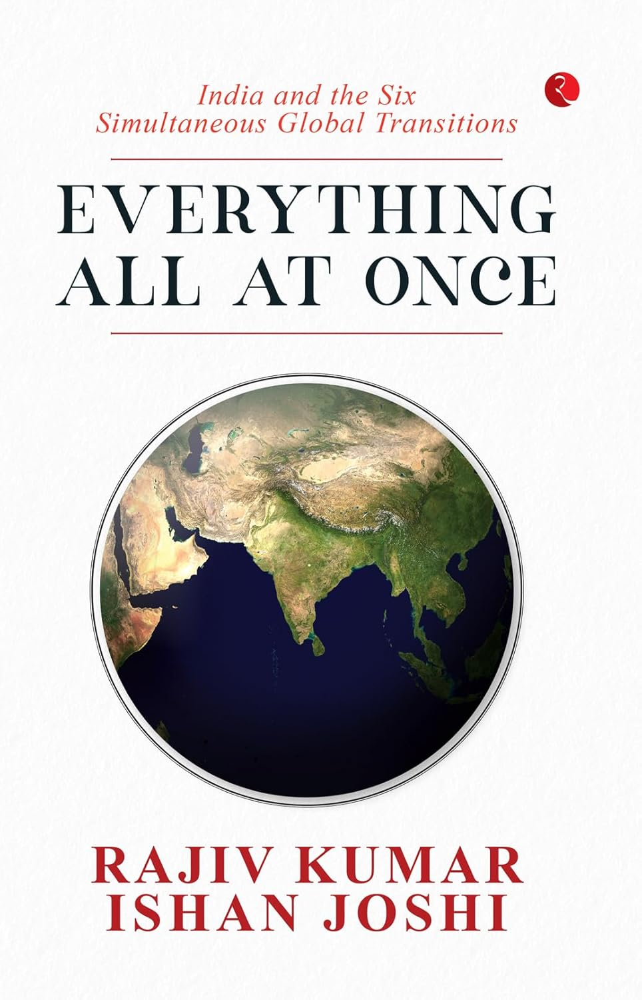 India and the Six
Simultaneous Global Transitions
EVERYTHING
ALL AT ONCE
RAJIV KUMAR
ISHAN JOSHI